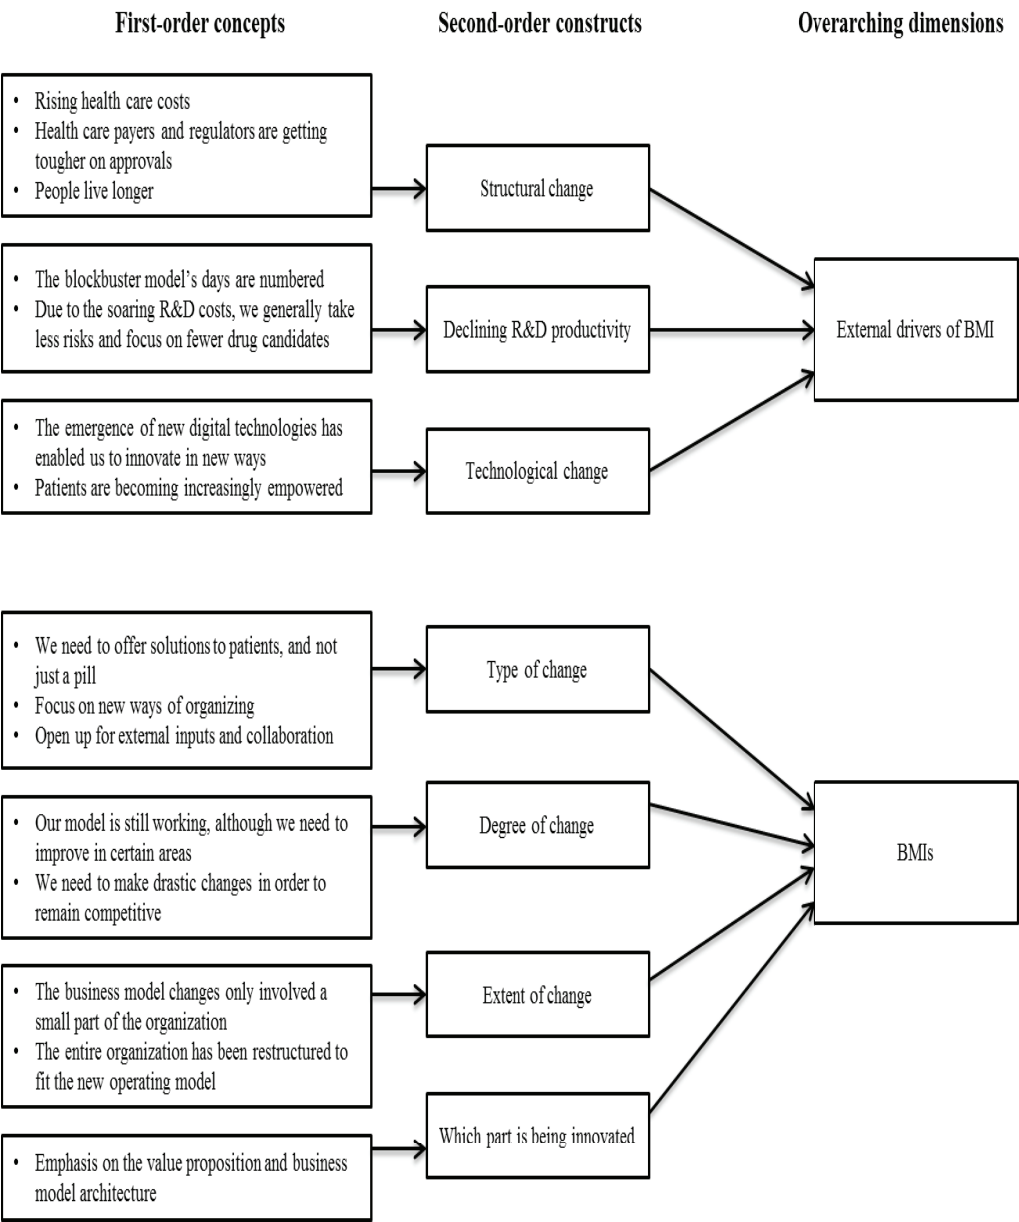 First-order concepts
Second-order constructs
Overarching dimensions
• Rising health care costs
• Health care payers and regulators are getting
tougher on approvals
• People live longer
Structural change
• The blockbuster model’s days are numbered
• Due to the soaring R&D costs, we generally take
less risks and focus on fewer drug candidates
Declining R&D productivity
External drivers of BMI
• The emergence of new digital technologies has
enabled us to innovate in new ways
• Patients are becoming increasingly empowered
Technological change
• We need to offer solutions to patients, and not
just a pill
• Focus on new ways of organizing
• Open up for external inputs and collaboration
Type of change
• Our model is still working, although we need to
improve in certain areas
• We need to make drastic changes in order to
remain competitive
Degree of change
BMIs
• The business model changes only involved a
small part of the organization
• The entire organization has been restructured to
fit the new operating model
Extent of change
Which part is being innovated
• Emphasis on the value proposition and business
model architecture